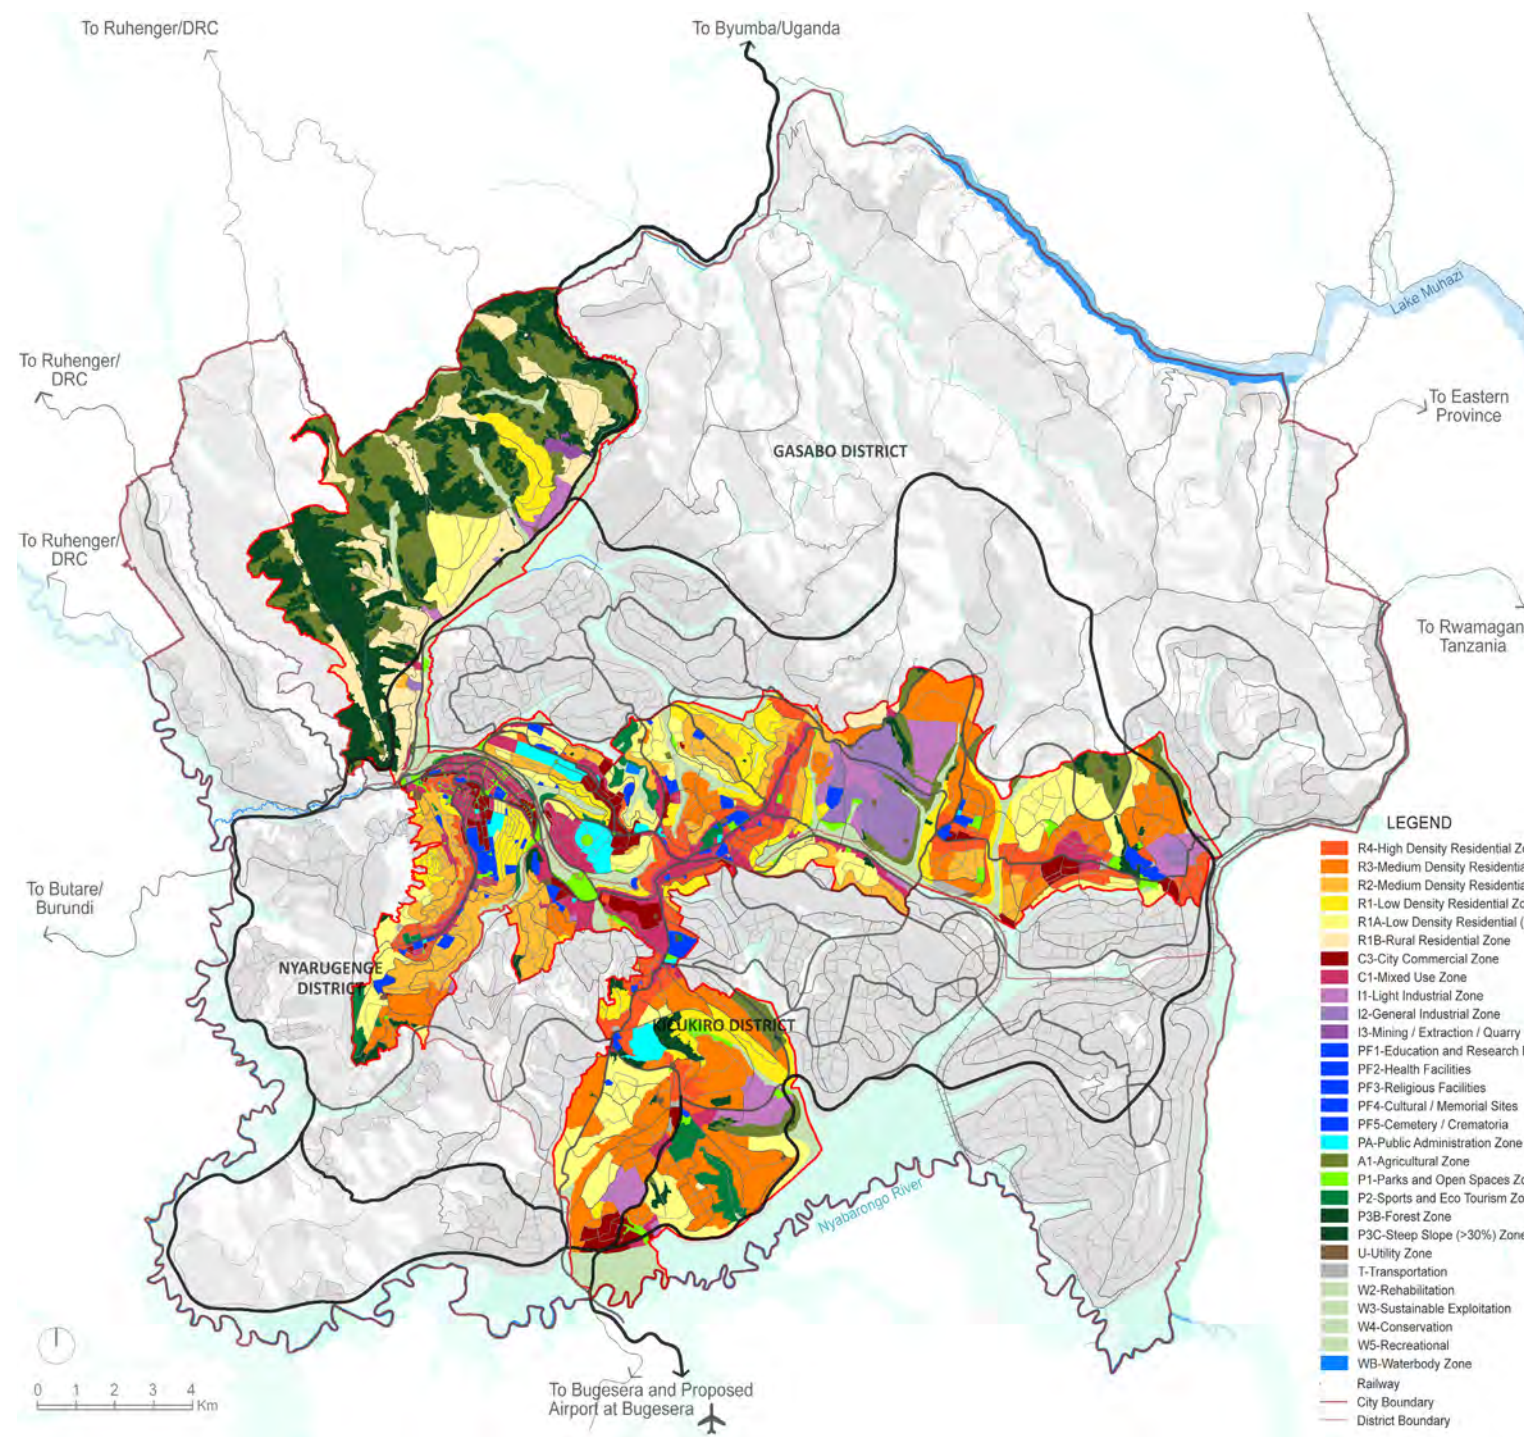 To Ruhenger/DRC
To Byumba/Uganda
Lake Muhazi
To Ruhenger/
DRC
To Eastern
Province
GASABO DISTRICT
To Ruhenger/
DRC
To Rwamagan
Tanzania
To Butare/
Burundi
NYARUGENGE
DISTRICT
KICUKIRO DISTRICT
Nyabarongo River
LEGEND
R4-High Density Residential Zo
R3-Medium Density Residential
R2-Medium Density Residential
R1-Low Density Residential Zo
R1A-Low Density Residential (
R1B-Rural Residential Zone
C3-City Commercial Zone
C1-Mixed Use Zone
I1-Light Industrial Zone
I2-General Industrial Zone
I3-Mining / Extraction / Quarry
PF1-Education and Research
PF2-Health Facilities
PF3-Religious Facilities
PF4-Cultural / Memorial Sites
PF5-Cemetery / Crematoria
PA-Public Administration Zone
A1-Agricultural Zone
P1-Parks and Open Spaces Zo
P2-Sports and Eco Tourism Zo
P3B-Forest Zone
P3C-Steep Slope (>30%) Zone
U-Utility Zone
T-Transportation
W2-Rehabilitation
W3-Sustainable Exploitation
W4-Conservation
W5-Recreational
WB-Waterbody Zone
Railway
City Boundary
District Boundary
0 1 2 3 4
Km
To Bugesera and Proposed
Airport at Bugesera